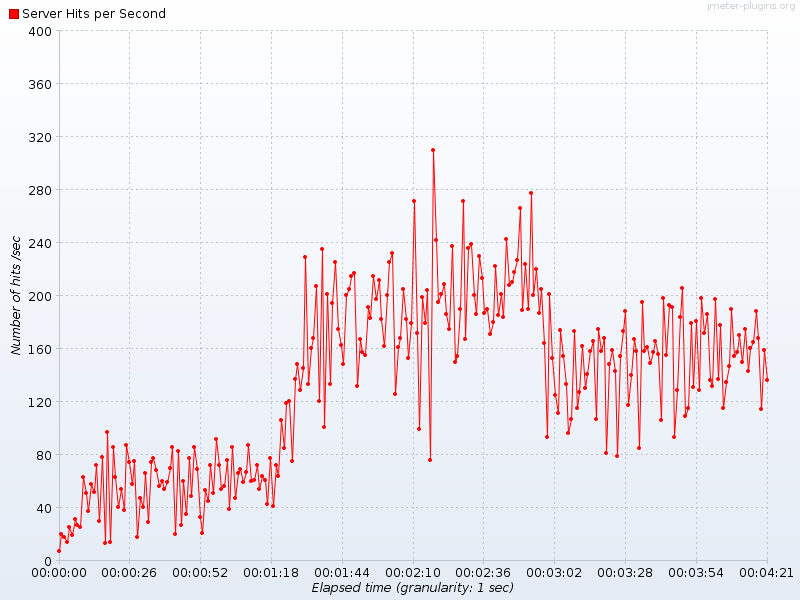 jmeter-plugins.org
Server Hits per Second
400
360
320
280
240
200
160
120
80
40
0
Number of hits /sec
00:00:00 00:00:26 00:00:52 00:01:18 00:01:44 00:02:10 00:02:36 00:03:02 00:03:28 00:03:54 00:04:21
Elapsed time (granularity: 1 sec)